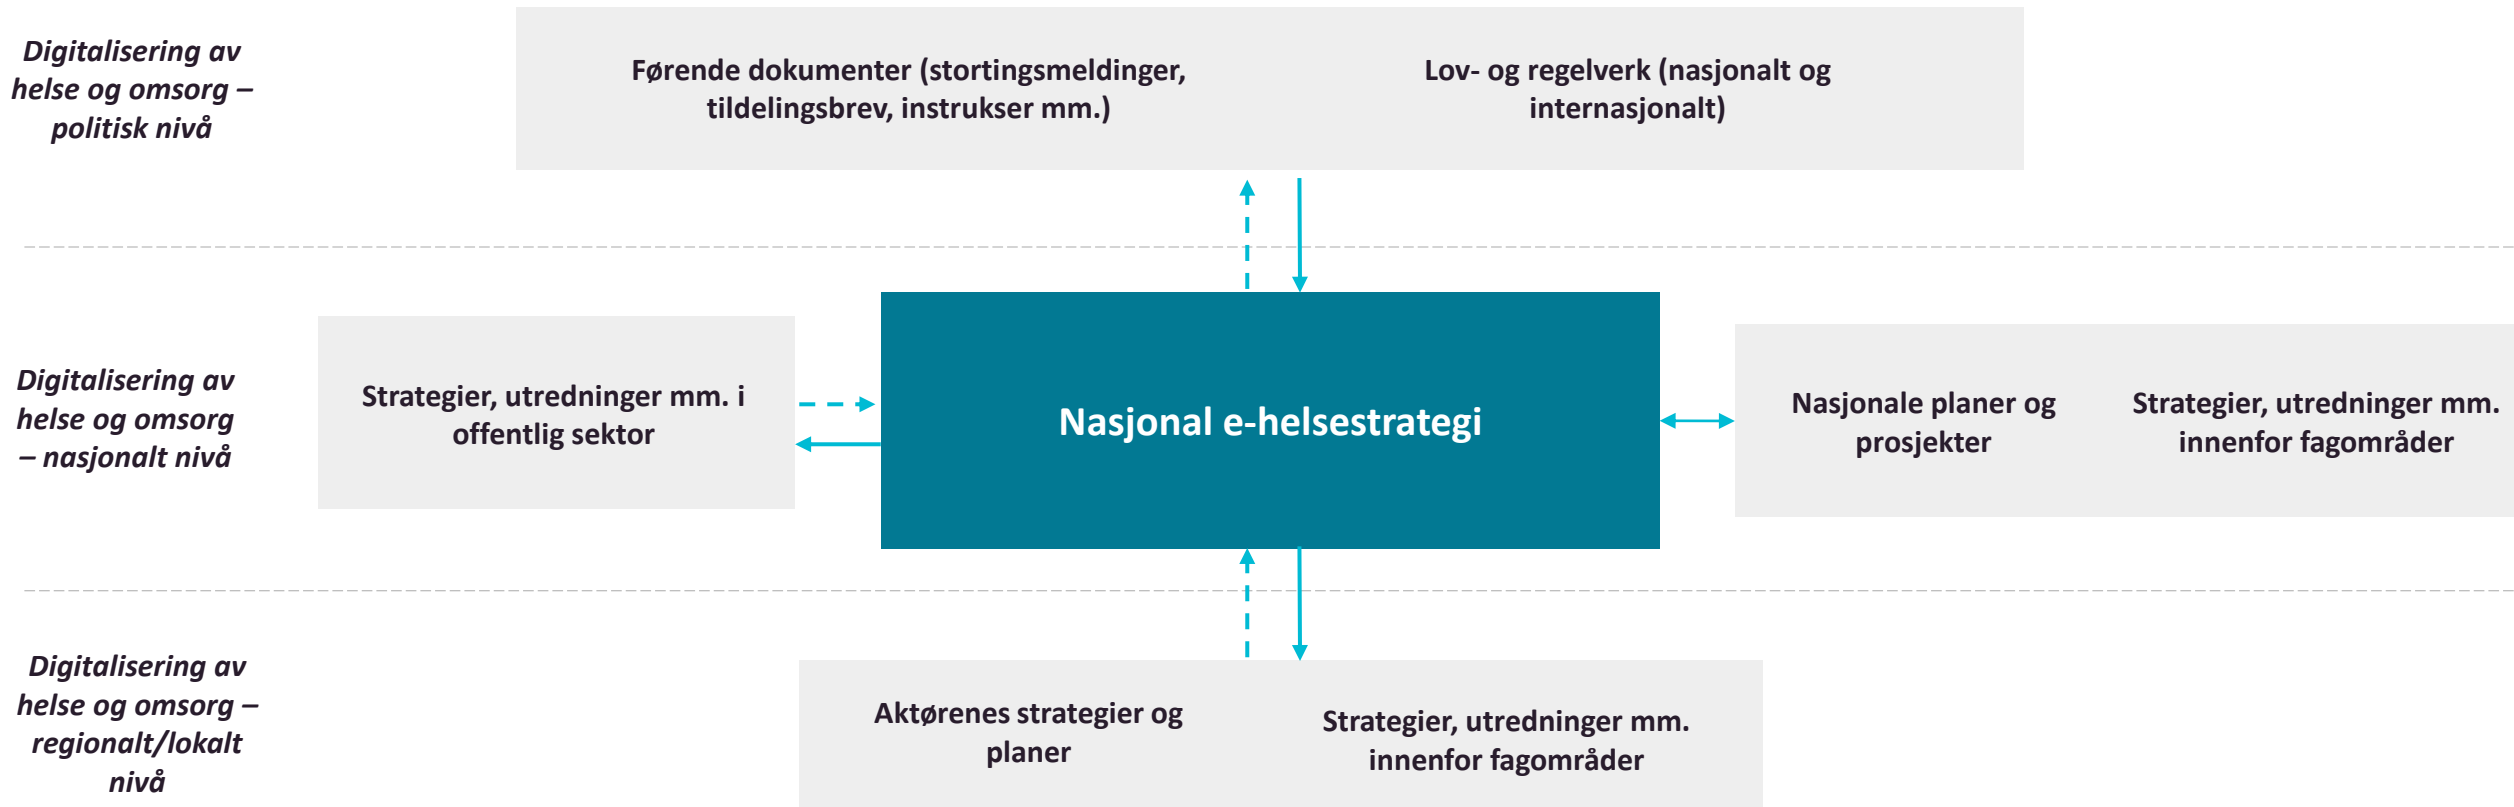 Digitalisering av
helse og omsorg –
politisk nivå
Førende dokumenter (stortingsmeldinger,
tildelingsbrev, instrukser mm.)
Lov- og regelverk (nasjonalt og
internasjonalt)
Digitalisering av
helse og omsorg
– nasjonalt nivå
Strategier, utredninger mm. i
offentlig sektor
Nasjonal e-helsestrategi
Nasjonale planer og
prosjekter
Strategier, utredninger mm.
innenfor fagområder
Digitalisering av
helse og omsorg –
regionalt/lokalt
nivå
Aktørenes strategier og
planer
Strategier, utredninger mm.
innenfor fagområder